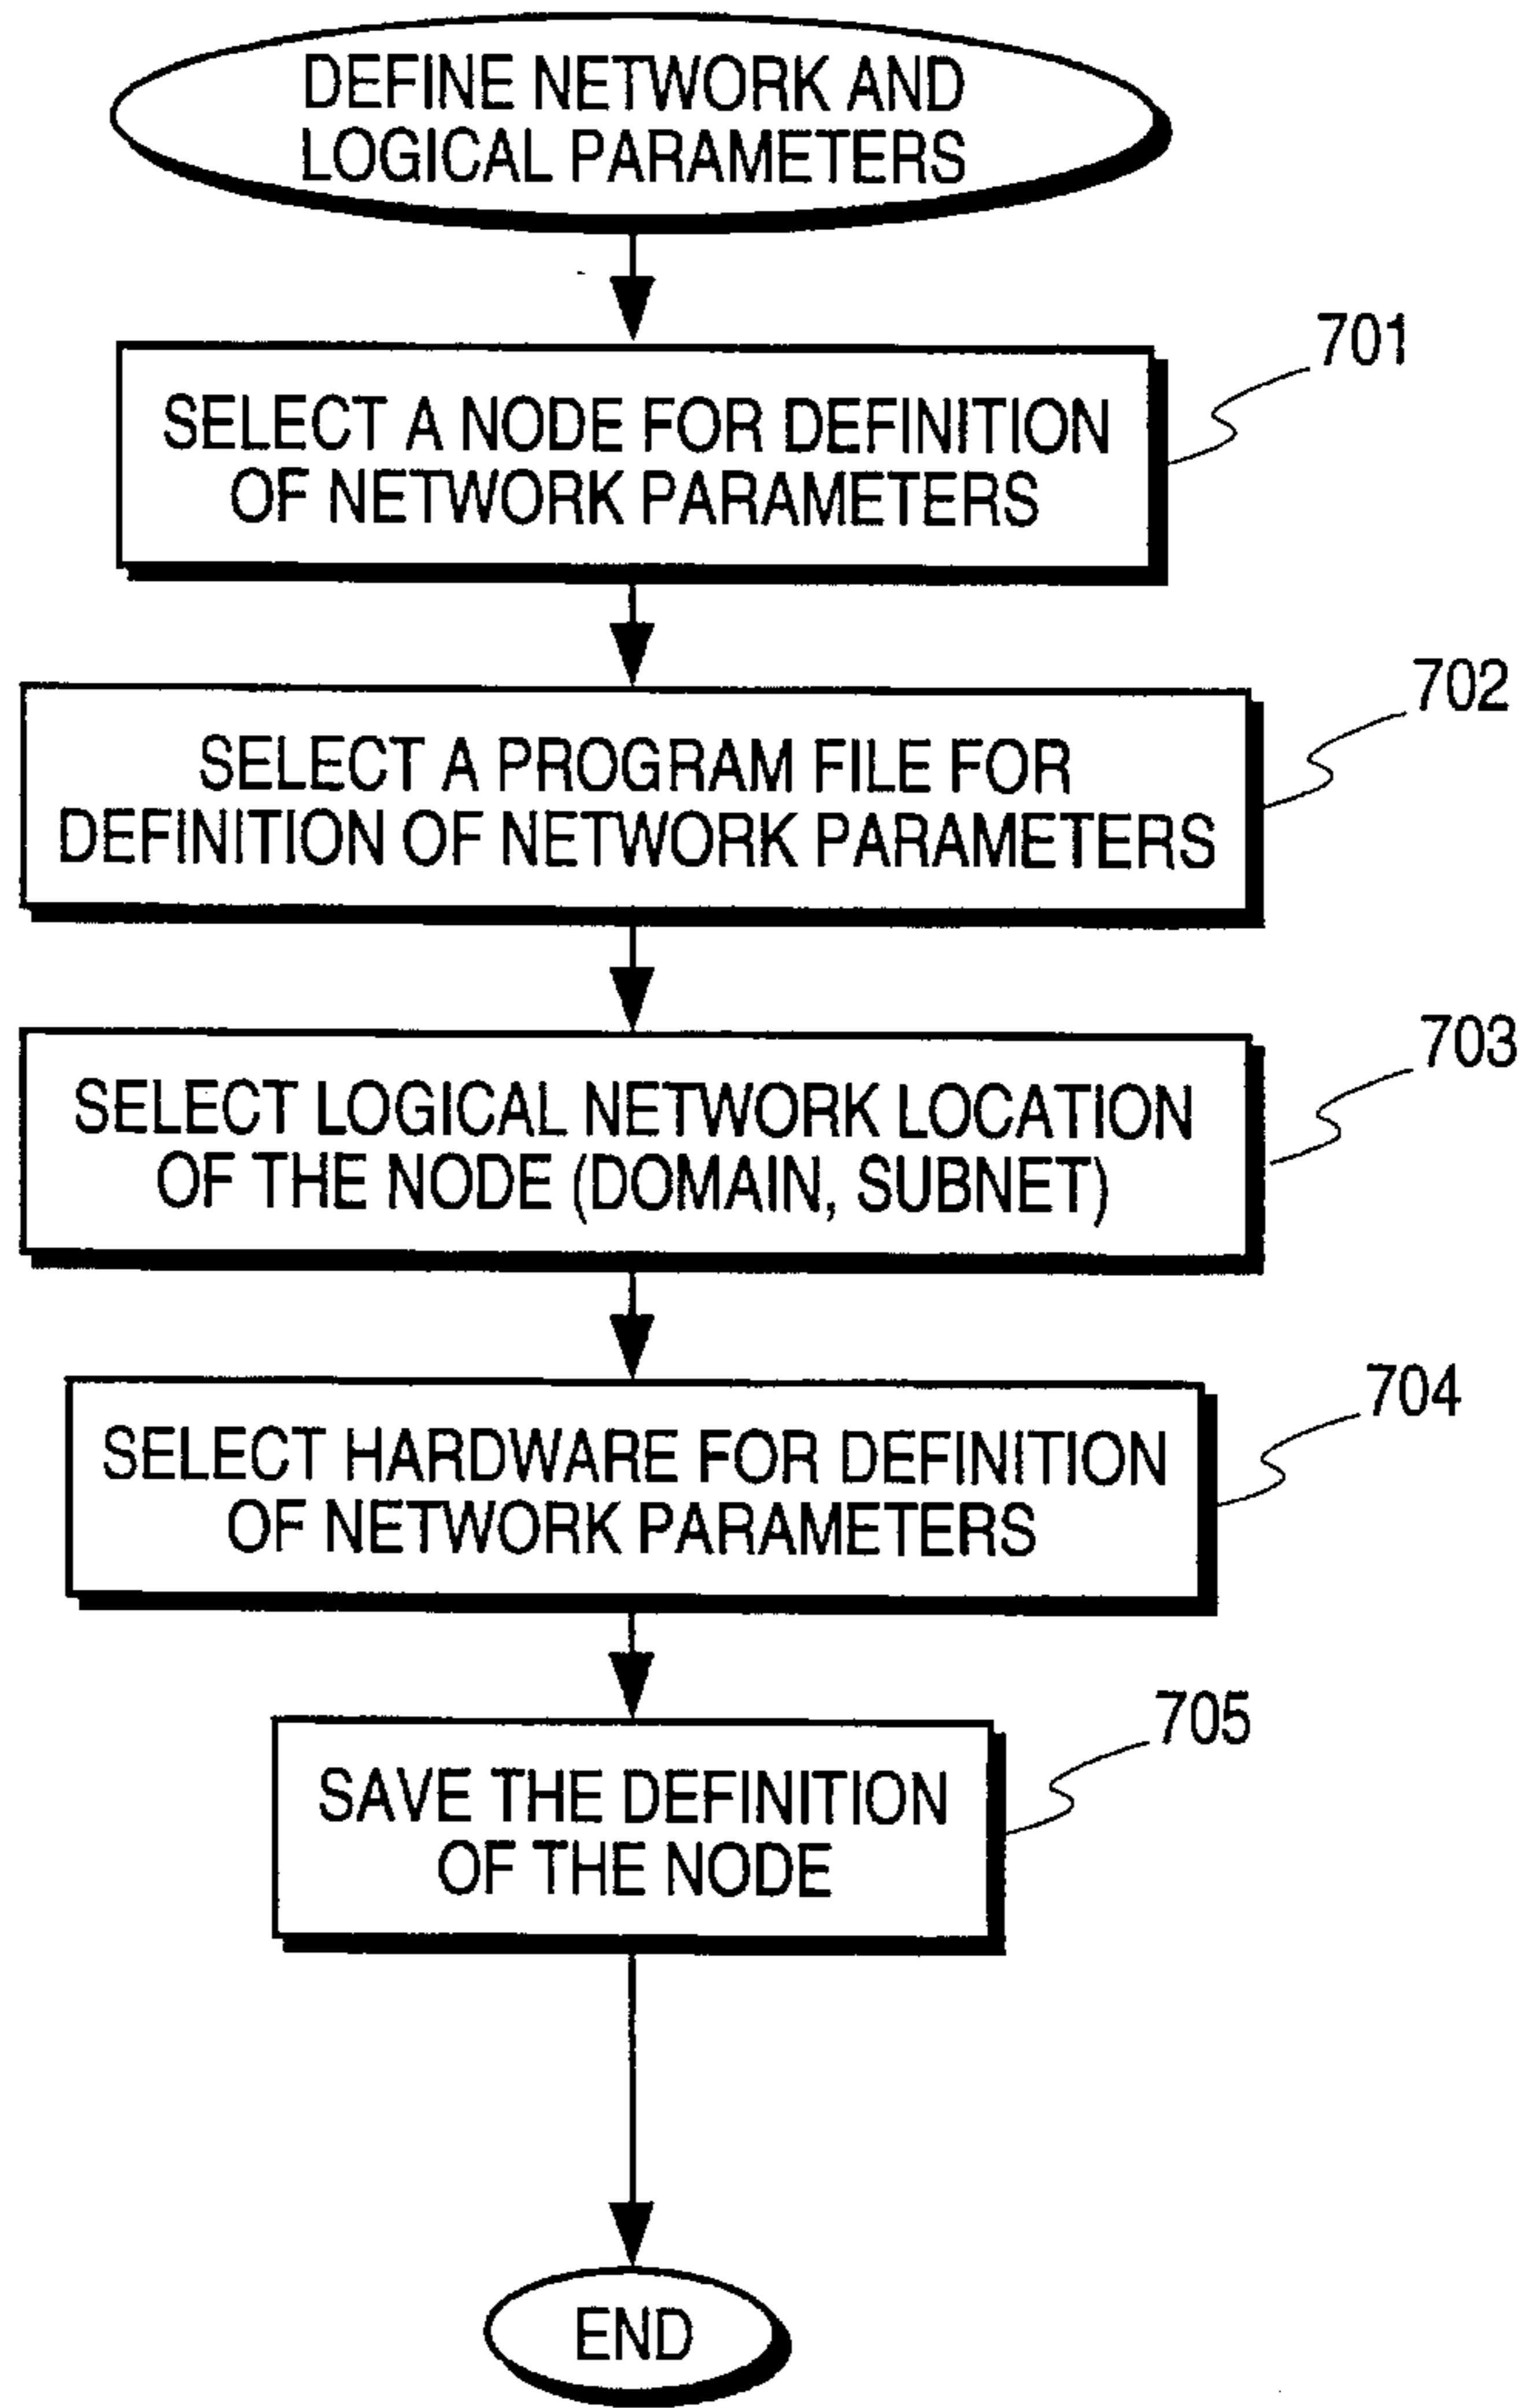 DEFINE NETWORK AND
LOGICAL PARAMETERS
701
SELECT A NODE FOR DEFINITION
OF NETWORK PARAMETERS
702
SELECT A PROGRAM FILE FOR
DEFINITION OF NETWORK PARAMETERS
703
SELECT LOGICAL NETWORK LOCATION
OF THE NODE (DOMAIN, SUBNET)
704
SELECT HARDWARE FOR DEFINITION
OF NETWORK PARAMETERS
705
SAVE THE DEFINITION
OF THE NODE
END